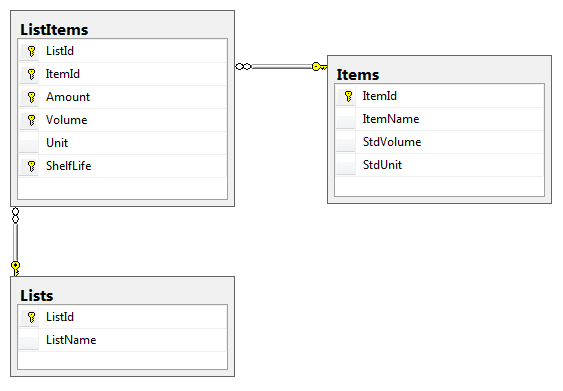 ListItems
ListId
ItemId
Amount
Volume
Unit
ShelfLife
Items
ItemId
ItemName
StdVolume
StdUnit
Lists
ListId
ListName